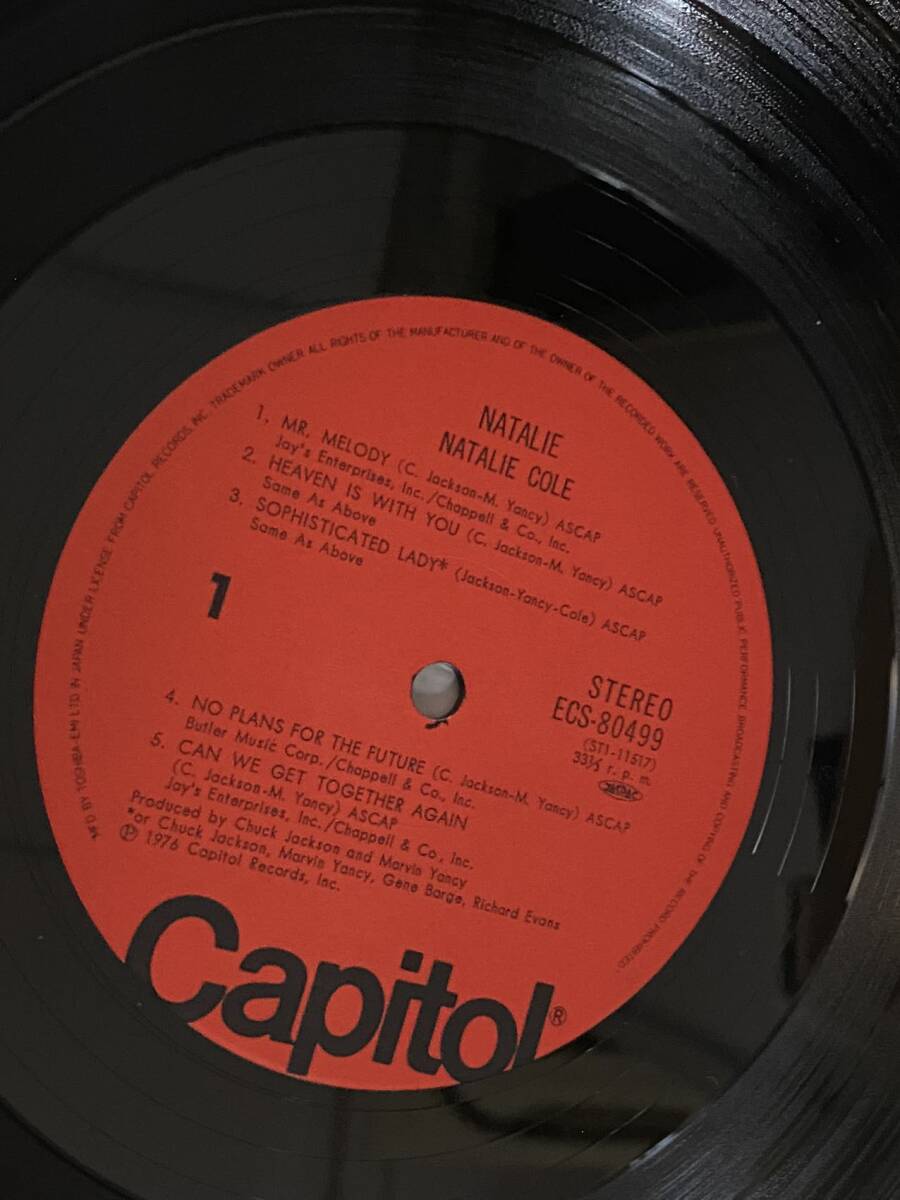 NATALIE
NATALIE COLE
1. MR. MELODY (C. Jackson-M. Yancy) ASCAP
Jay's Enterprises, Inc./Chappell & Co., Inc.
2. HEAVEN IS WITH YOU (C. Jackson-M. Yancy) ASCAP
Same As Above
3. SOPHISTICATED LADY* (Jackson-Yancy-Cole) ASCAP
Same As Above
1
STEREO
ECS-80499
(ST1-11517)
33⅓ r. p. m.
JASRAC
4. NO PLANS FOR THE FUTURE (C. Jackson-M. Yancy) ASCAP
Butler Music Corp./Chappell & Co., Inc.
5. CAN WE GET TOGETHER AGAIN
(C. Jackson-M. Yancy) ASCAP
Jay's Enterprises, Inc./Chappell & Co., Inc.
Produced by Chuck Jackson and Marvin Yancy
*or Chuck Jackson, Marvin Yancy, Gene Barge, Richard Evans
℗ 1976 Capitol Records, Inc.
Capitol®
MFD BY TOSHIBA-EMI LTD IN JAPAN UNDER LICENSE FROM CAPITOL RECORDS, INC. TRADEMARK OWNER ALL RIGHTS OF THE MANUFACTURER AND OF THE OWNER OF THE RECORDED WORK ARE RESERVED UNAUTHORIZED PUBLIC PERFORMANCE, BROADCASTING AND COPYING OF THE RECORD PROHIBITED.